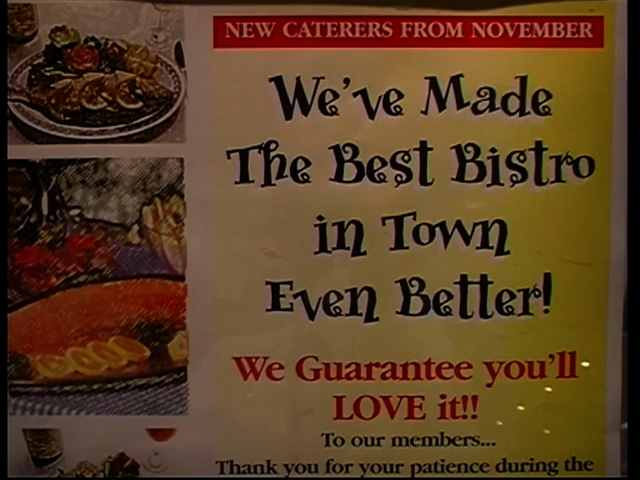 NEW CATERERS FROM NOVEMBER
We've Made
The Best Bistro
in Town
Even Better!
We Guarantee you'll
LOVE it!!
To our members...
Thank you for your patience during the